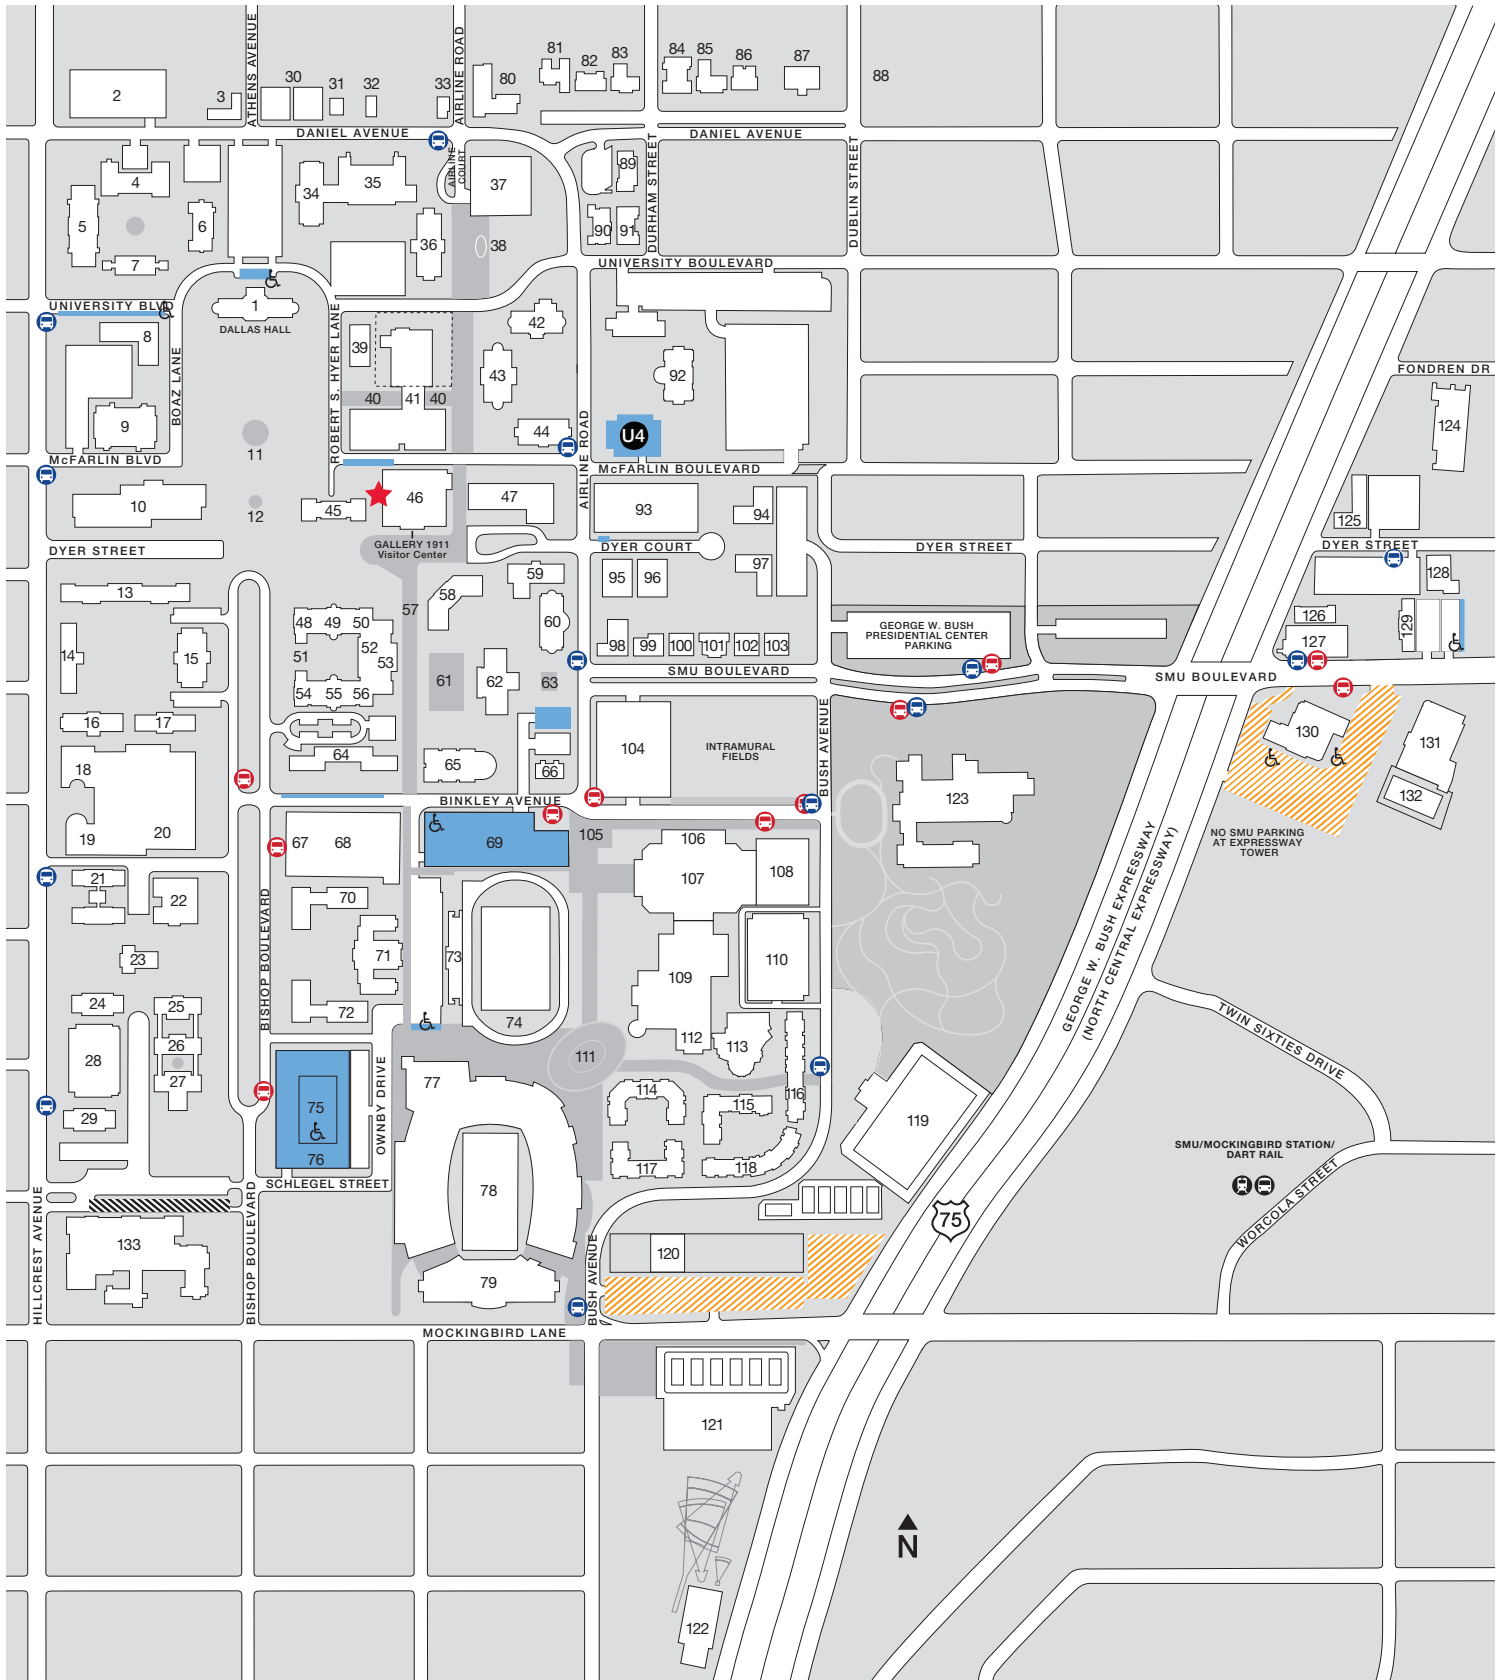 ATHENS AVENUE
AIRLINE ROAD
2
3
30
31
32
33
80
81
82
83
84
85
86
87
88
DANIEL AVENUE
DANIEL AVENUE
AIRLINE
COURT
DURHAM STREET
DUBLIN STREET
4
5
6
7
34
35
36
37
38
89
90
91
UNIVERSITY BOULEVARD
UNIVERSITY BLVD
1
DALLAS HALL
ROBERT S. HYER LANE
BOAZ LANE
8
9
39
40
41
40
42
43
44
92
U4
FONDREN DR
124
AIRLINE ROAD
McFARLIN BLVD
McFARLIN BOULEVARD
10
11
12
45
46
47
93
94
GALLERY 1911
Visitor Center
DYER STREET
DYER COURT
DYER STREET
DYER STREET
125
128
13
14
15
16
17
48
49
50
51
52
53
54
55
56
57
58
59
60
61
62
63
95
96
97
98
99
100
101
102
103
GEORGE W. BUSH
PRESIDENTIAL CENTER
PARKING
126
127
129
SMU BOULEVARD
SMU BOULEVARD
64
65
66
104
INTRAMURAL
FIELDS
BUSH AVENUE
123
130
131
132
NO SMU PARKING
AT EXPRESSWAY
TOWER
18
19
20
BINKLEY AVENUE
67
68
69
105
106
107
108
21
22
23
24
25
26
27
28
29
BISHOP BOULEVARD
70
71
72
73
74
109
110
111
112
113
114
115
116
117
118
119
GEORGE W. BUSH EXPRESSWAY
(NORTH CENTRAL EXPRESSWAY)
TWIN SIXTIES DRIVE
75
76
OWNBY DRIVE
77
78
79
SCHLEGEL STREET
SMU/MOCKINGBIRD STATION/
DART RAIL
WORCOLA STREET
75
HILLCREST AVENUE
133
BISHOP BOULEVARD
BUSH AVENUE
120
MOCKINGBIRD LANE
121
122
N